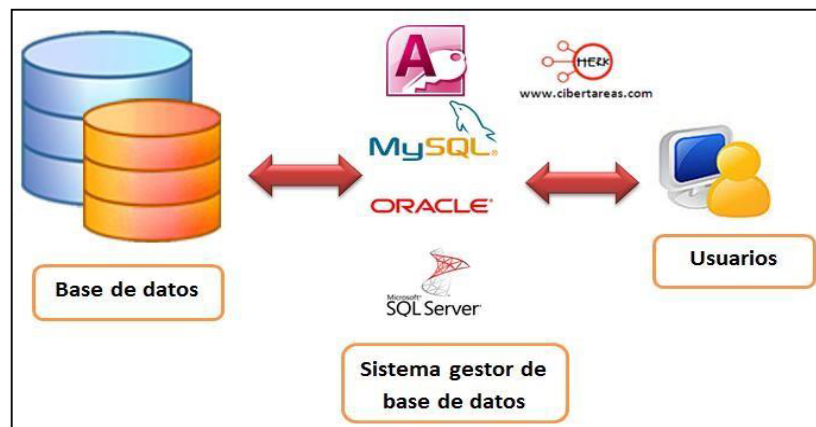 A
HERK
www.cibertareas.com
MySQL®
ORACLE®
Microsoft®
SQL Server®
Base de datos
Usuarios
Sistema gestor de
base de datos